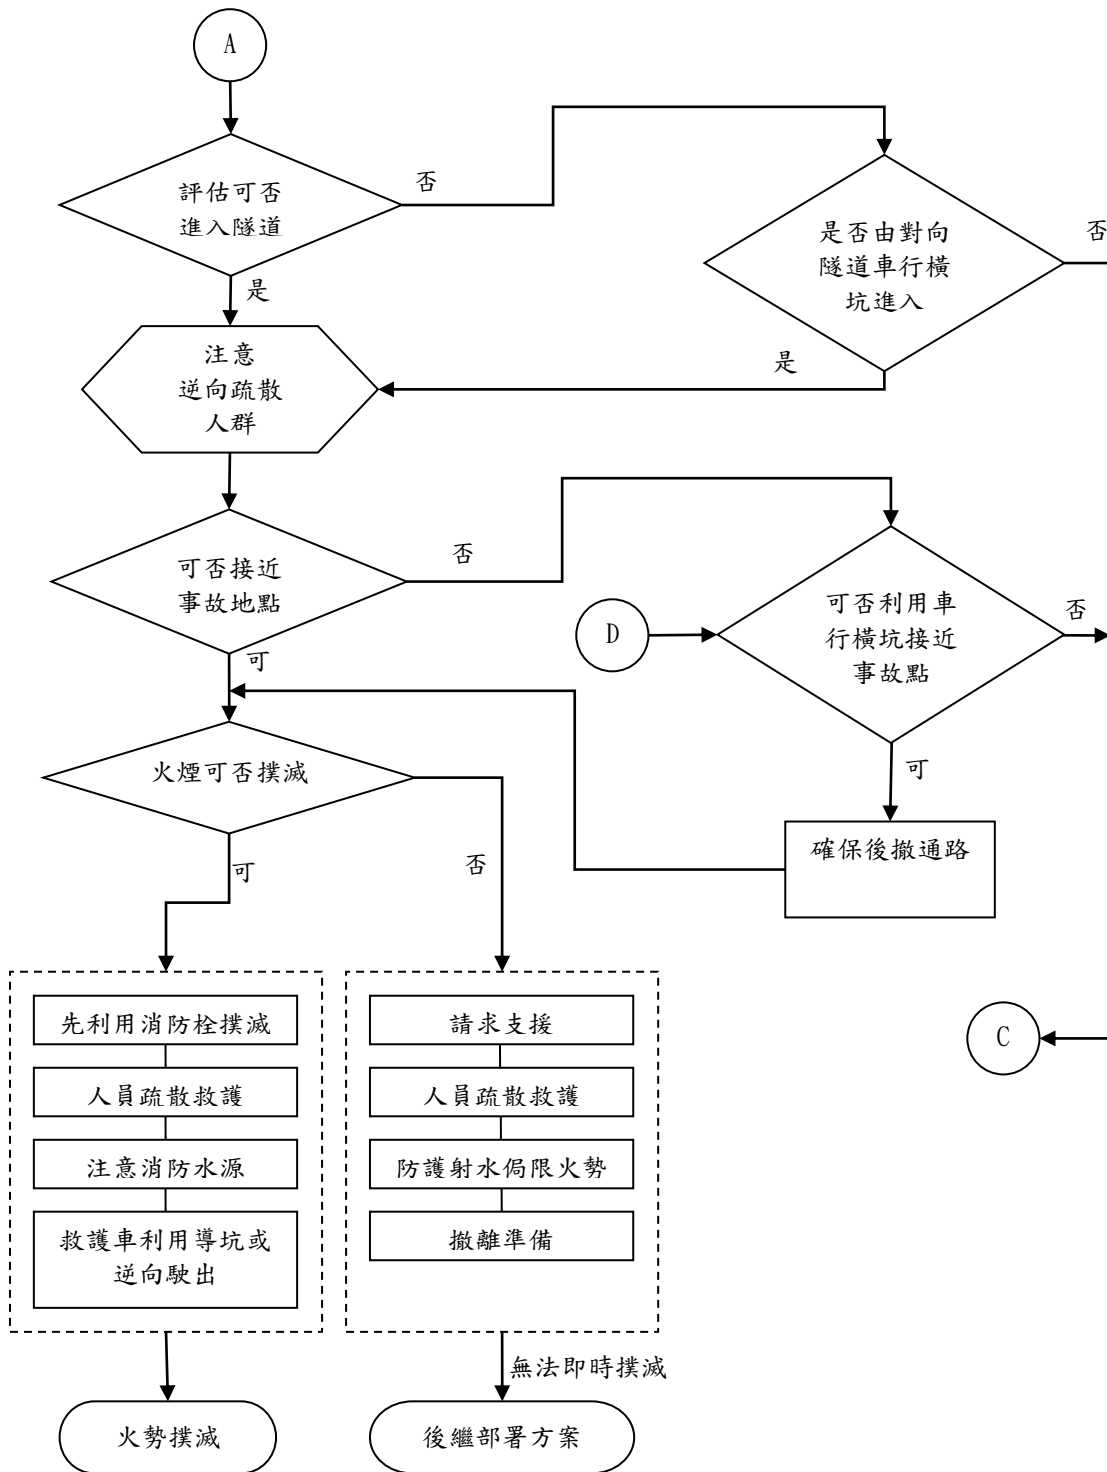 A
評估可否
進入隧道
否
是
是否由對向
隧道車行橫
坑進入
否
是
注意
逆向疏散
人群
可否接近
事故地點
否
可
D
可否利用車
行橫坑接近
事故點
否
可
確保後撤通路
火煙可否撲滅
可
否
先利用消防栓撲滅
人員疏散救護
注意消防水源
救護車利用導坑或
逆向駛出
請求支援
人員疏散救護
防護射水侷限火勢
撤離準備
C
無法即時撲滅
火勢撲滅
後繼部署方案